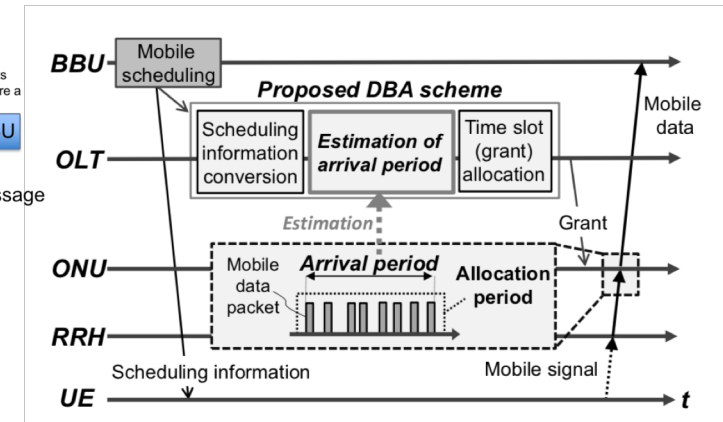 s
re a
U
ssage
BBU
Mobile
scheduling
Proposed DBA scheme
Mobile
data
OLT
Scheduling
information
conversion
Estimation of
arrival period
Time slot
(grant)
allocation
Estimation
Grant
ONU
Mobile
data
packet
Arrival period
Allocation
period
RRH
Scheduling information
Mobile signal
UE
t